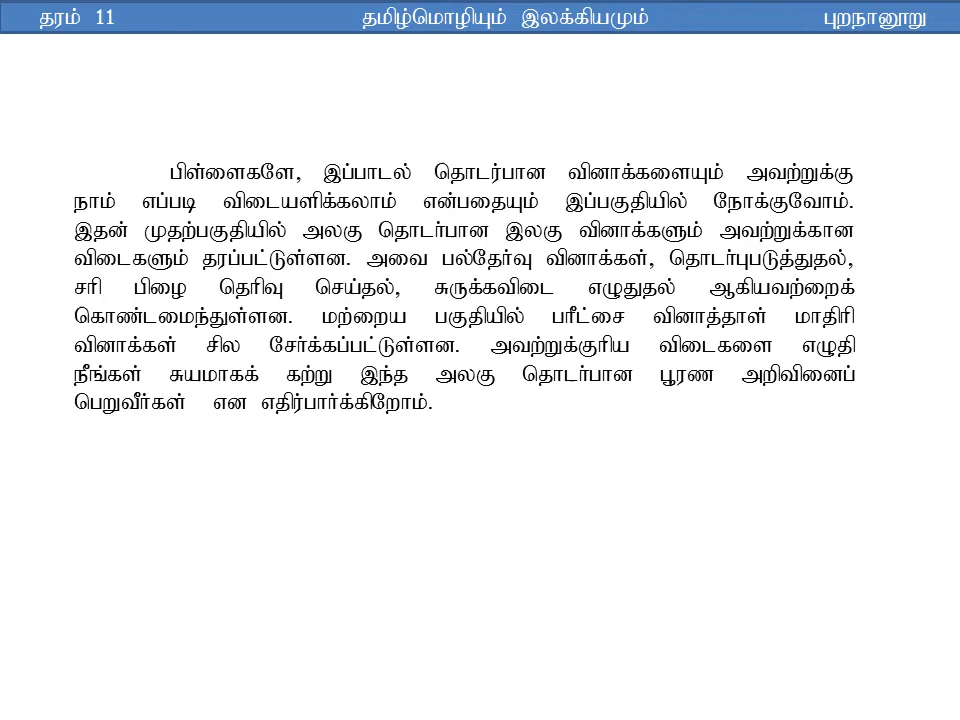 தரம் 11 தமிழ்மொழியும் இலக்கியமும் புறநானூறு
பிள்ளைகளே, இப்பாடல் தொடர்பான வினாக்களையும் அவற்றுக்கு
நாம் எப்படி விடையளிக்கலாம் என்பதையும் இப்பகுதியில் நோக்குவோம்.
இதன் முதற்பகுதியில் அலகு தொடர்பான இலகு வினாக்களும் அவற்றுக்கான
விடைகளும் தரப்பட்டுள்ளன. அவை பல்தேர்வு வினாக்கள், தொடர்புபடுத்துதல்,
சரி பிழை தெரிவு செய்தல், சுருக்கவிடை எழுதுதல் ஆகியவற்றைக்
கொண்டமைந்துள்ளன. மற்றைய பகுதியில் பரீட்சை வினாத்தாள் மாதிரி
வினாக்கள் சில சேர்க்கப்பட்டுள்ளன. அவற்றுக்குரிய விடைகளை எழுதி
நீங்கள் சுயமாகக் கற்று இந்த அலகு தொடர்பான பூரண அறிவினைப்
பெறுவீர்கள் என எதிர்பார்க்கிறோம்.